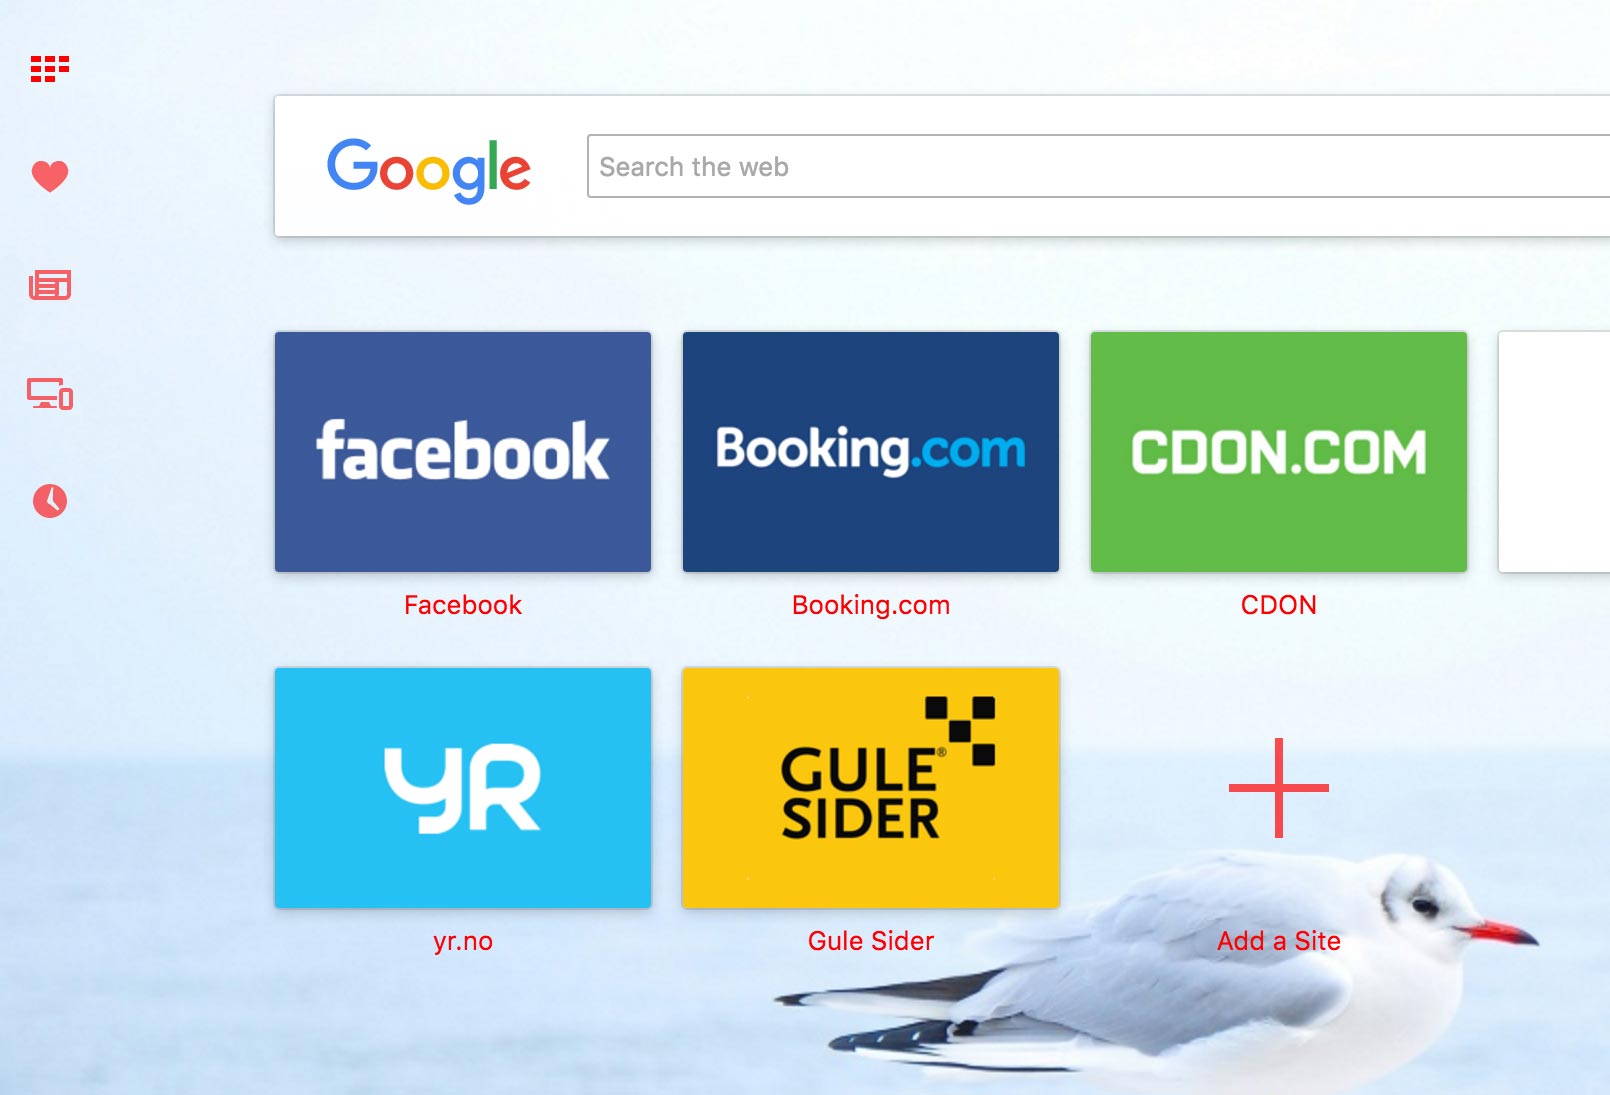 Google
Search the web
facebook
Booking.com
CDON.COM
Facebook
Booking.com
CDON
yr
GULE®
SIDER
yr.no
Gule Sider
Add a Site